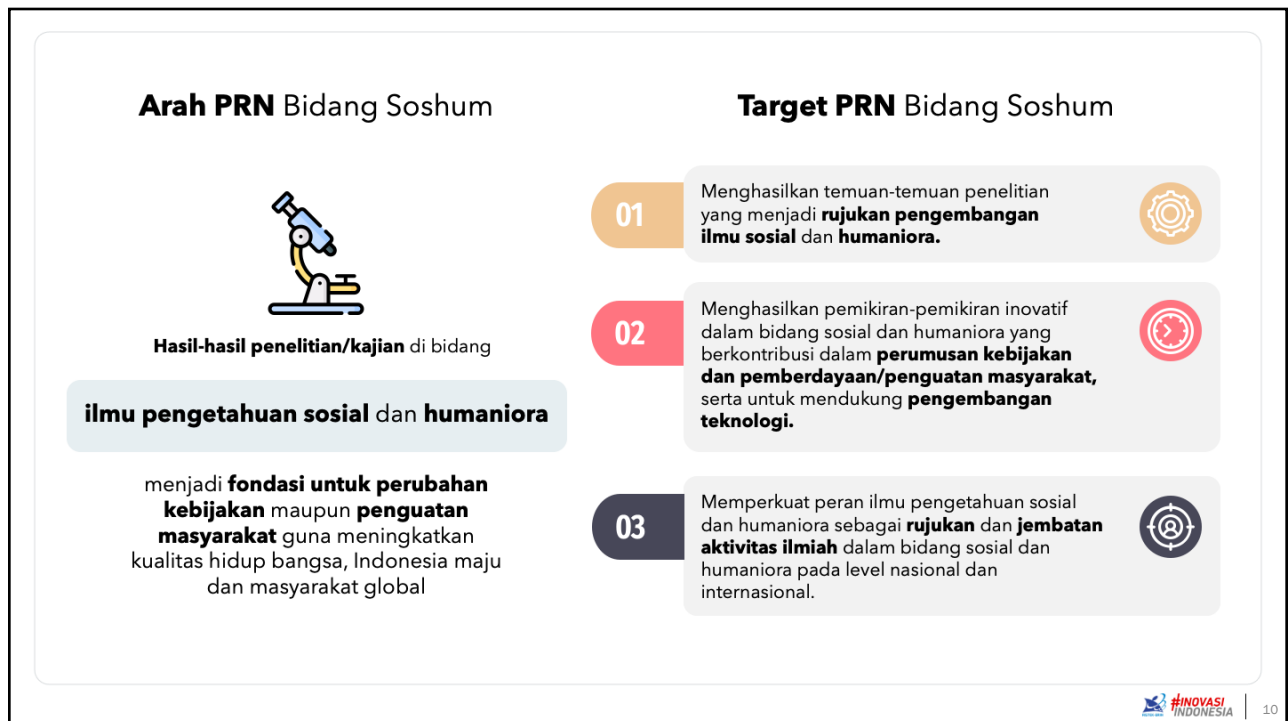 Arah PRN Bidang Soshum
Hasil-hasil penelitian/kajian di bidang
ilmu pengetahuan sosial dan humaniora
menjadi fondasi untuk perubahan
kebijakan maupun penguatan
masyarakat guna meningkatkan
kualitas hidup bangsa, Indonesia maju
dan masyarakat global
Target PRN Bidang Soshum
01
Menghasilkan temuan-temuan penelitian
yang menjadi rujukan pengembangan
ilmu sosial dan humaniora.
02
Menghasilkan pemikiran-pemikiran inovatif
dalam bidang sosial dan humaniora yang
berkontribusi dalam perumusan kebijakan
dan pemberdayaan/penguatan masyarakat,
serta untuk mendukung pengembangan
teknologi.
03
Memperkuat peran ilmu pengetahuan sosial
dan humaniora sebagai rujukan dan jembatan
aktivitas ilmiah dalam bidang sosial dan
humaniora pada level nasional dan
internasional.
#INOVASI
INDONESIA
10